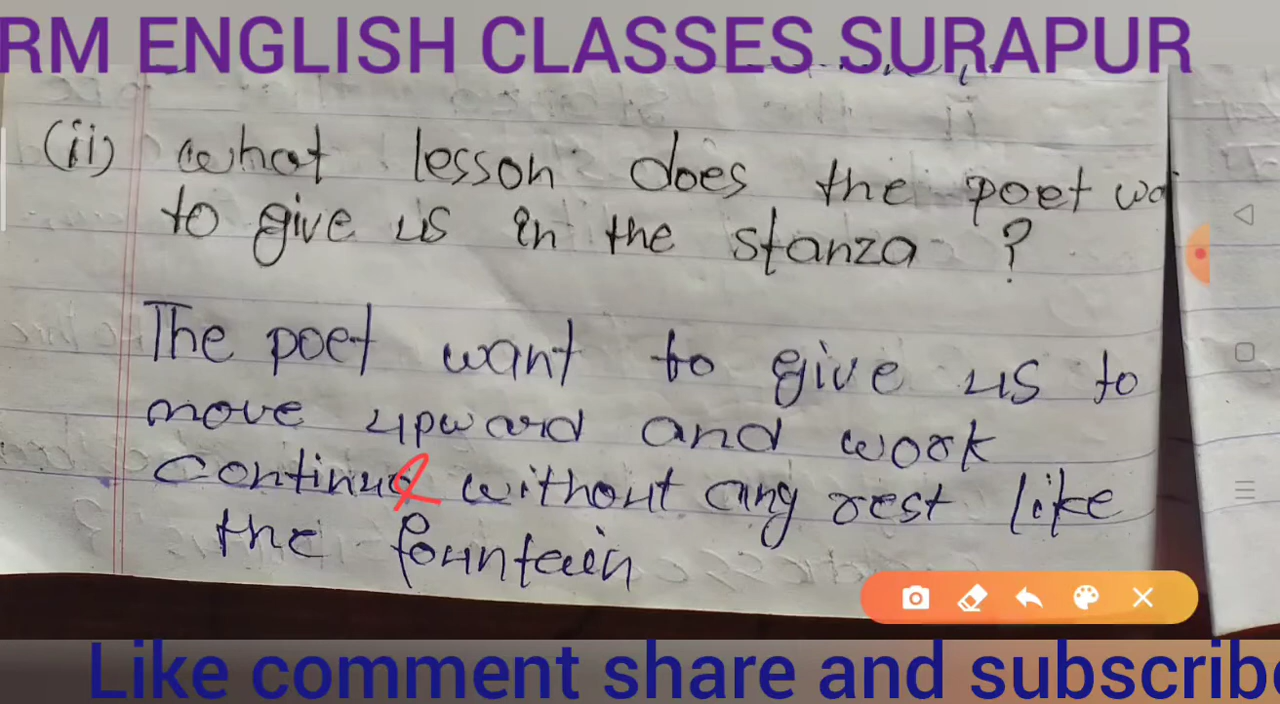 RM ENGLISH CLASSES SURAPUR
(ii) what lesson does the poet wa
to give us in the stanza ?
The poet want to give us to
move upward and work
continue without any rest like
the fountain
Like comment share and subscribe